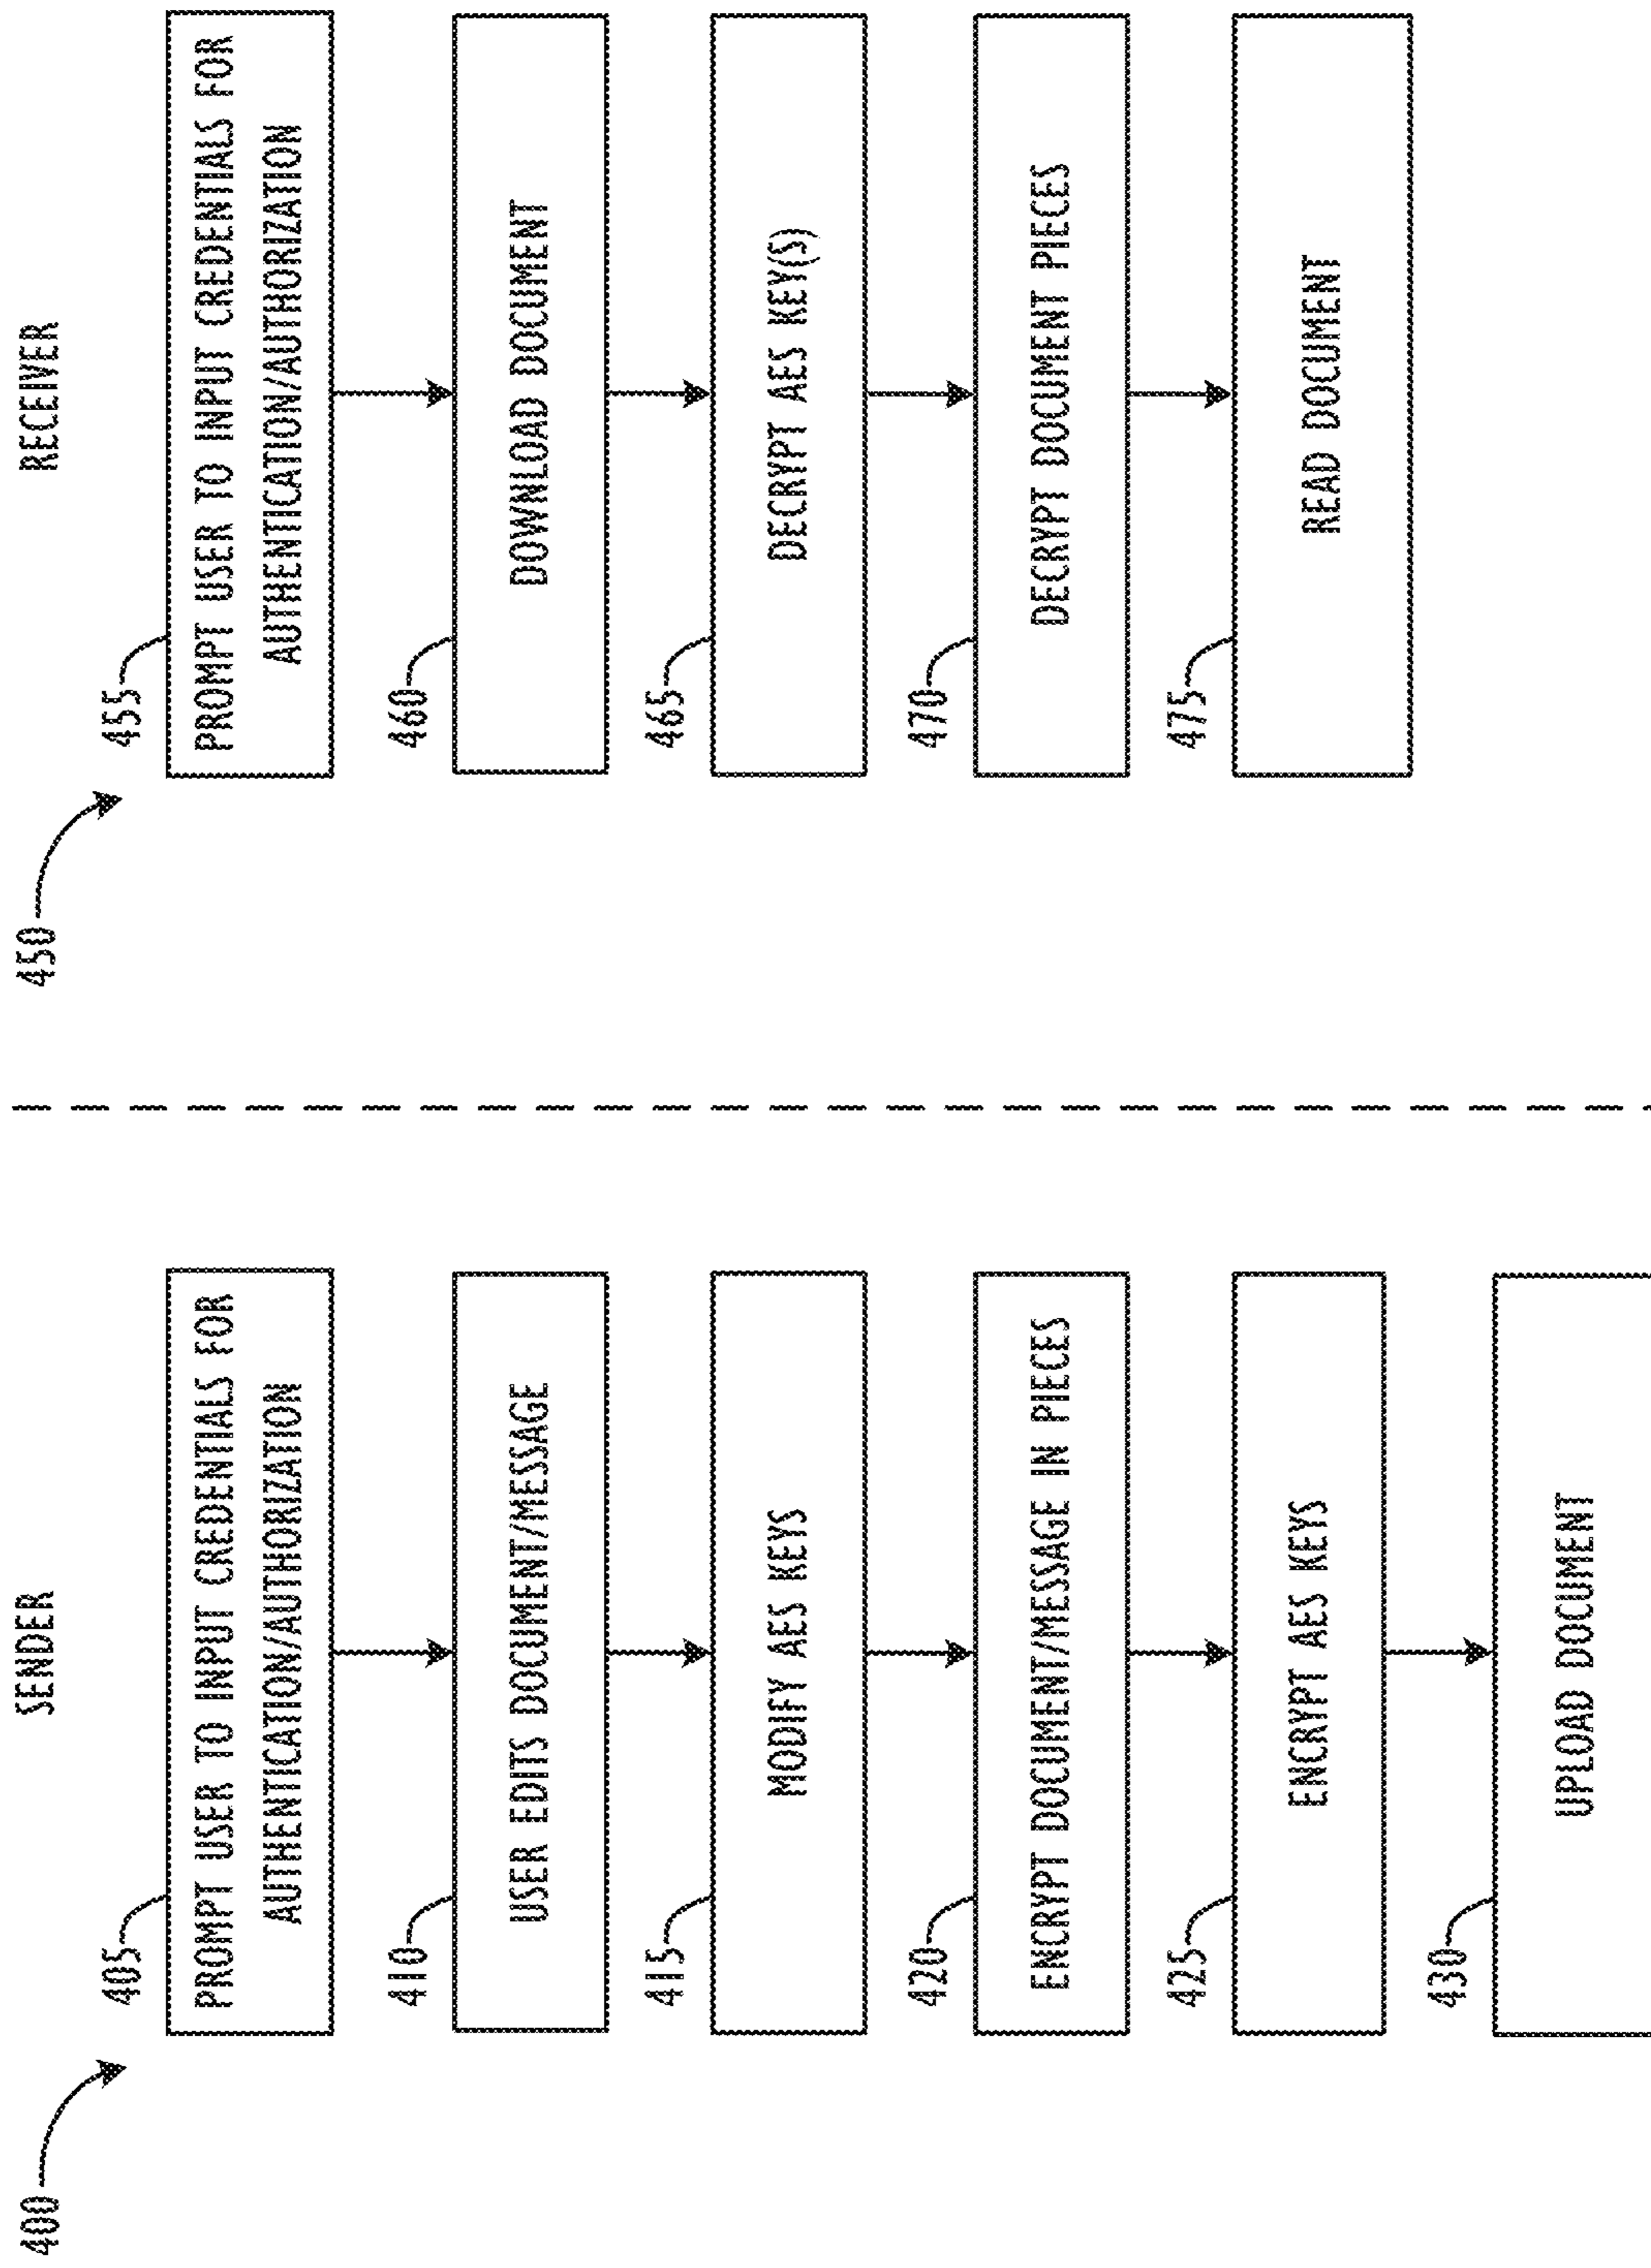 SENDER
400
405
PROMPT USER TO INPUT CREDENTIALS FOR
AUTHENTICATION/AUTHORIZATION
410
USER EDITS DOCUMENT/MESSAGE
415
MODIFY AES KEYS
420
ENCRYPT DOCUMENT/MESSAGE IN PIECES
425
ENCRYPT AES KEYS
430
UPLOAD DOCUMENT
RECEIVER
450
455
PROMPT USER TO INPUT CREDENTIALS FOR
AUTHENTICATION/AUTHORIZATION
460
DOWNLOAD DOCUMENT
465
DECRYPT AES KEY(S)
470
DECRYPT DOCUMENT PIECES
475
READ DOCUMENT